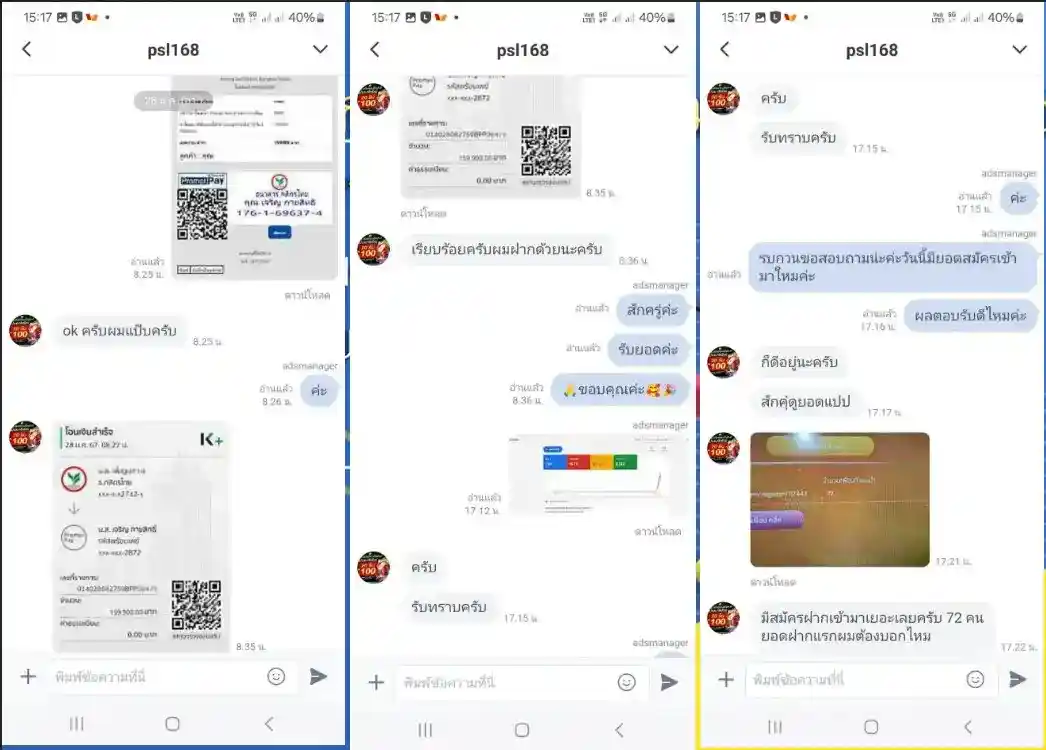 15:17
40%
psl168
28 ม.ค.
PromptPay
ธนาคารกสิกรไทย
คุณ เจริญ กายสิทธิ์
176-1-69637-4
อ่านแล้ว
8.25 น.
ดาวน์โหลด
ok ครับผมแป๊บครับ
8.25 น.
adsmanager
อ่านแล้ว
8.26 น.
ค่ะ
โอนเงินสำเร็จ
28 ม.ค. 67 08:27 น.
K+
ธ.กสิกรไทย
น.ส. เจริญ กายสิทธิ์
รหัสพร้อมเพย์
xxx-xxx-2872
เลขที่รายการ:
จำนวน:
159,500.00 บาท
ค่าธรรมเนียม:
0.00 บาท
8.35 น.
พิมพ์ข้อความที่นี่
15:17
40%
psl168
รหัสพร้อมเพย์
xxx-xxx-2872
เลขที่รายการ:
จำนวน:
159,500.00 บาท
ค่าธรรมเนียม:
0.00 บาท
8.35 น.
ดาวน์โหลด
เรียบร้อยครับผมฝากด้วยนะครับ
8.36 น.
adsmanager
อ่านแล้ว
สักครู่ค่ะ
อ่านแล้ว
รับยอดค่ะ
อ่านแล้ว
8.36 น.
🙏ขอบคุณค่ะ🥰🎉
adsmanager
อ่านแล้ว
17.12 น.
ดาวน์โหลด
ครับ
รับทราบครับ
17.15 น.
adsmanager
พิมพ์ข้อความที่นี่
15:17
40%
psl168
ครับ
รับทราบครับ
17.15 น.
adsmanager
อ่านแล้ว
17.15 น.
ค่ะ
adsmanager
รบกวนขอสอบถามน่ะค่ะวันนี้มียอดสมัครเข้า
มาไหมค่ะ
อ่านแล้ว
อ่านแล้ว
17.16 น.
ผลตอบรับดีไหมค่ะ
ก็ดีอยู่นะครับ
สักคู่ดูยอดแปป
17.17 น.
17.21 น.
ดาวน์โหลด
มีสมัครฝากเข้ามาเยอะเลยครับ 72 คน
ยอดฝากแรกผมต้องบอกไหม
17.22 น.
พิมพ์ข้อความที่นี่